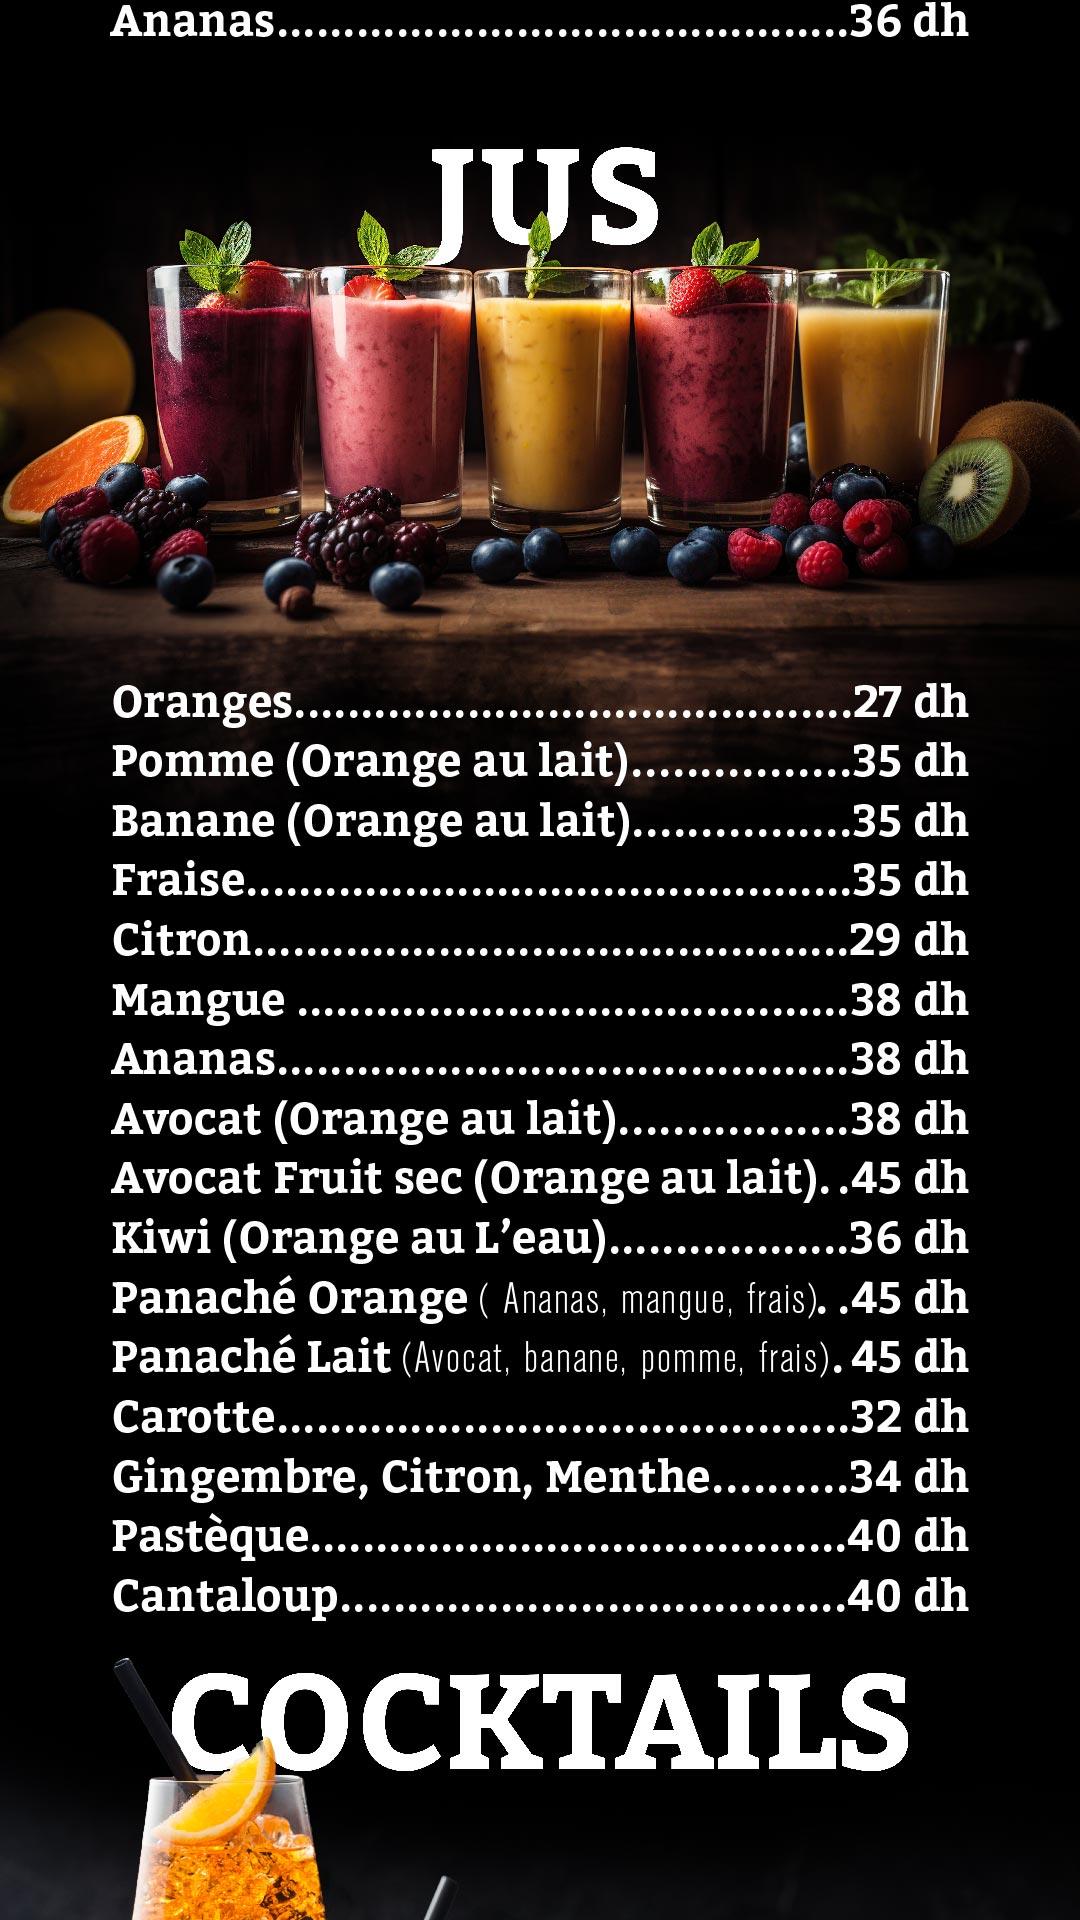 Ananas...........................................36 dh
JUS
Oranges..........................................27 dh
Pomme (Orange au lait)................35 dh
Banane (Orange au lait)................35 dh
Fraise.............................................35 dh
Citron.............................................29 dh
Mangue .........................................38 dh
Ananas...........................................38 dh
Avocat (Orange au lait).................38 dh
Avocat Fruit sec (Orange au lait). .45 dh
Kiwi (Orange au L’eau)..................36 dh
Panaché Orange ( Ananas, mangue, frais). .45 dh
Panaché Lait (Avocat, banane, pomme, frais). 45 dh
Carotte...........................................32 dh
Gingembre, Citron, Menthe..........34 dh
Pastèque........................................40 dh
Cantaloup......................................40 dh
COCKTAILS